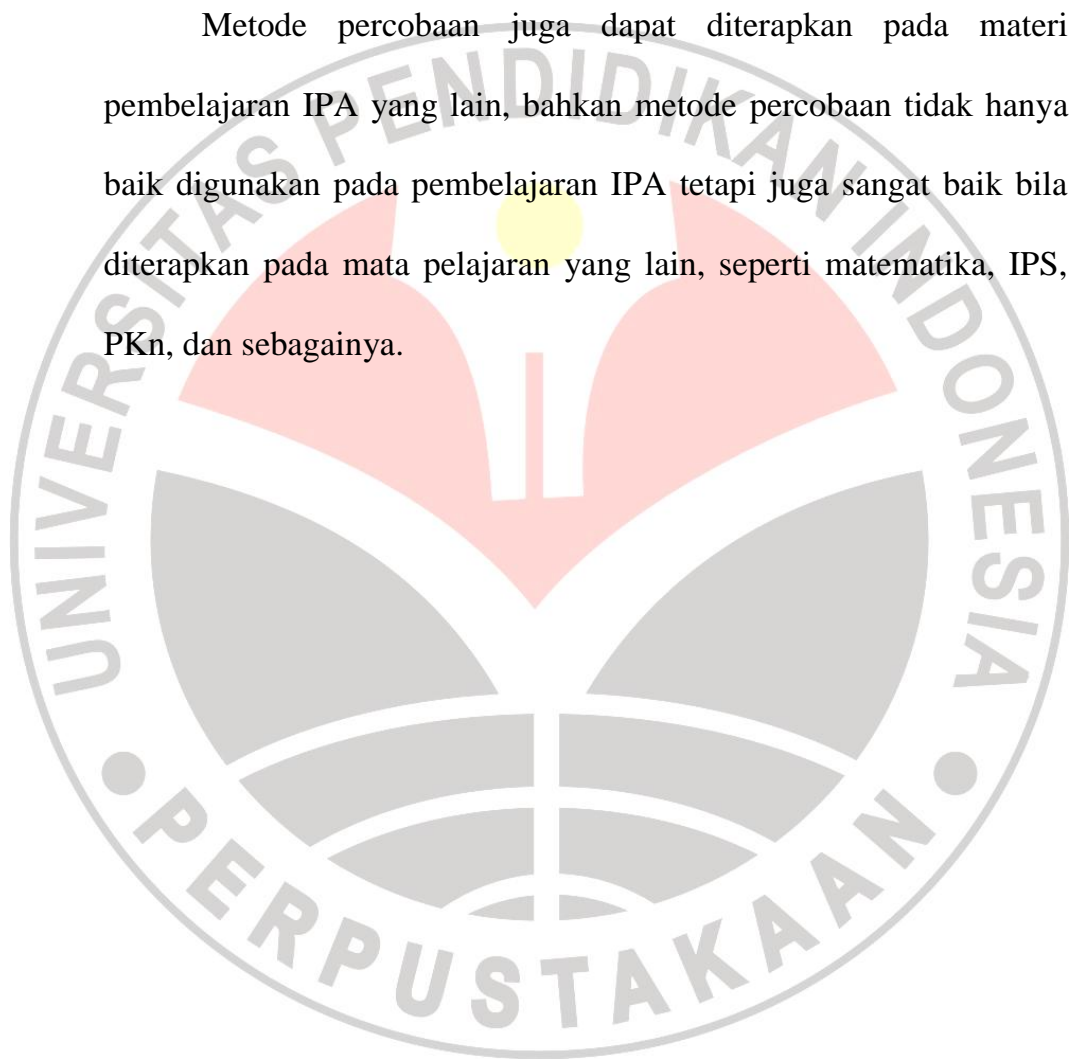 Metode percobaan juga dapat diterapkan pada materi
pembelajaran IPA yang lain, bahkan metode percobaan tidak hanya
baik digunakan pada pembelajaran IPA tetapi juga sangat baik bila
diterapkan pada mata pelajaran yang lain, seperti matematika, IPS,
PKn, dan sebagainya.
UNIVERSITAS PENDIDIKAN INDONESIA
PERPUSTAKAAN